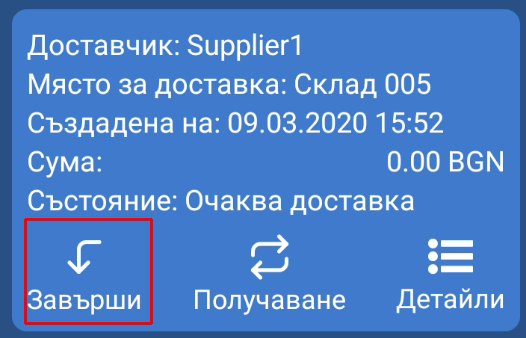 Доставчик: Supplier1
Място за доставка: Склад 005
Създадена на: 09.03.2020 15:52
Сума: 0.00 BGN
Състояние: Очаква доставка
Завърши Получаване Детайли